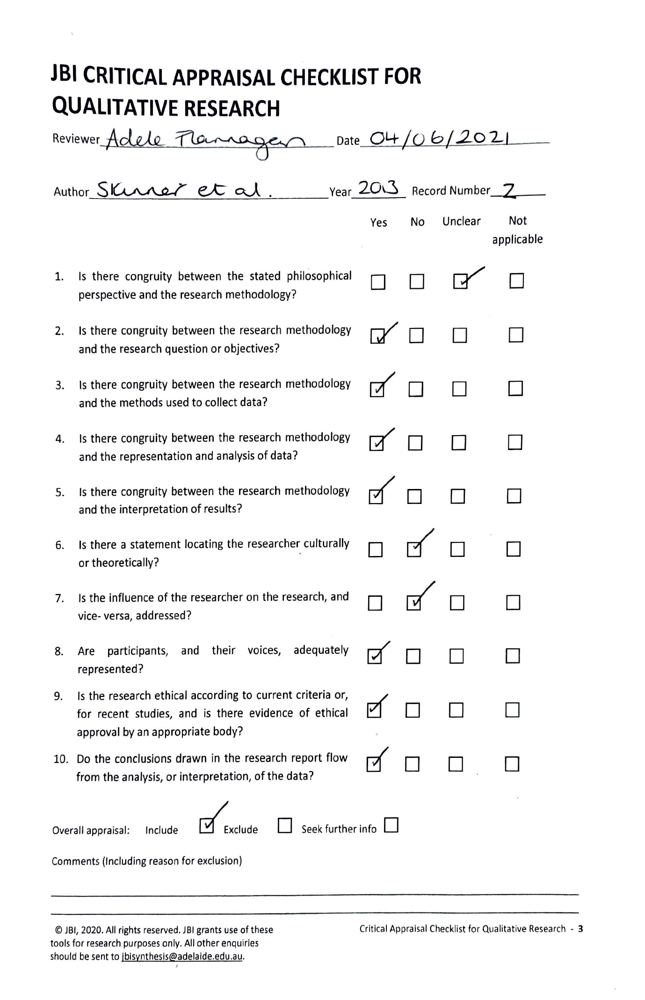 JBI CRITICAL APPRAISAL CHECKLIST FOR
QUALITATIVE RESEARCH
Reviewer Adele Flannagan Date 04/06/2021
Author Skinner et al. Year 2013 Record Number 2
Yes No Unclear Not
applicable
1. Is there congruity between the stated philosophical
perspective and the research methodology?
2. Is there congruity between the research methodology
and the research question or objectives?
3. Is there congruity between the research methodology
and the methods used to collect data?
4. Is there congruity between the research methodology
and the representation and analysis of data?
5. Is there congruity between the research methodology
and the interpretation of results?
6. Is there a statement locating the researcher culturally
or theoretically?
7. Is the influence of the researcher on the research, and
vice- versa, addressed?
8. Are participants, and their voices, adequately
represented?
9. Is the research ethical according to current criteria or,
for recent studies, and is there evidence of ethical
approval by an appropriate body?
10. Do the conclusions drawn in the research report flow
from the analysis, or interpretation, of the data?
Overall appraisal: Include Exclude Seek further info
Comments (Including reason for exclusion)
© JBI, 2020. All rights reserved. JBI grants use of these
tools for research purposes only. All other enquiries
should be sent to jbisynthesis@adelaide.edu.au.
Critical Appraisal Checklist for Qualitative Research - 3